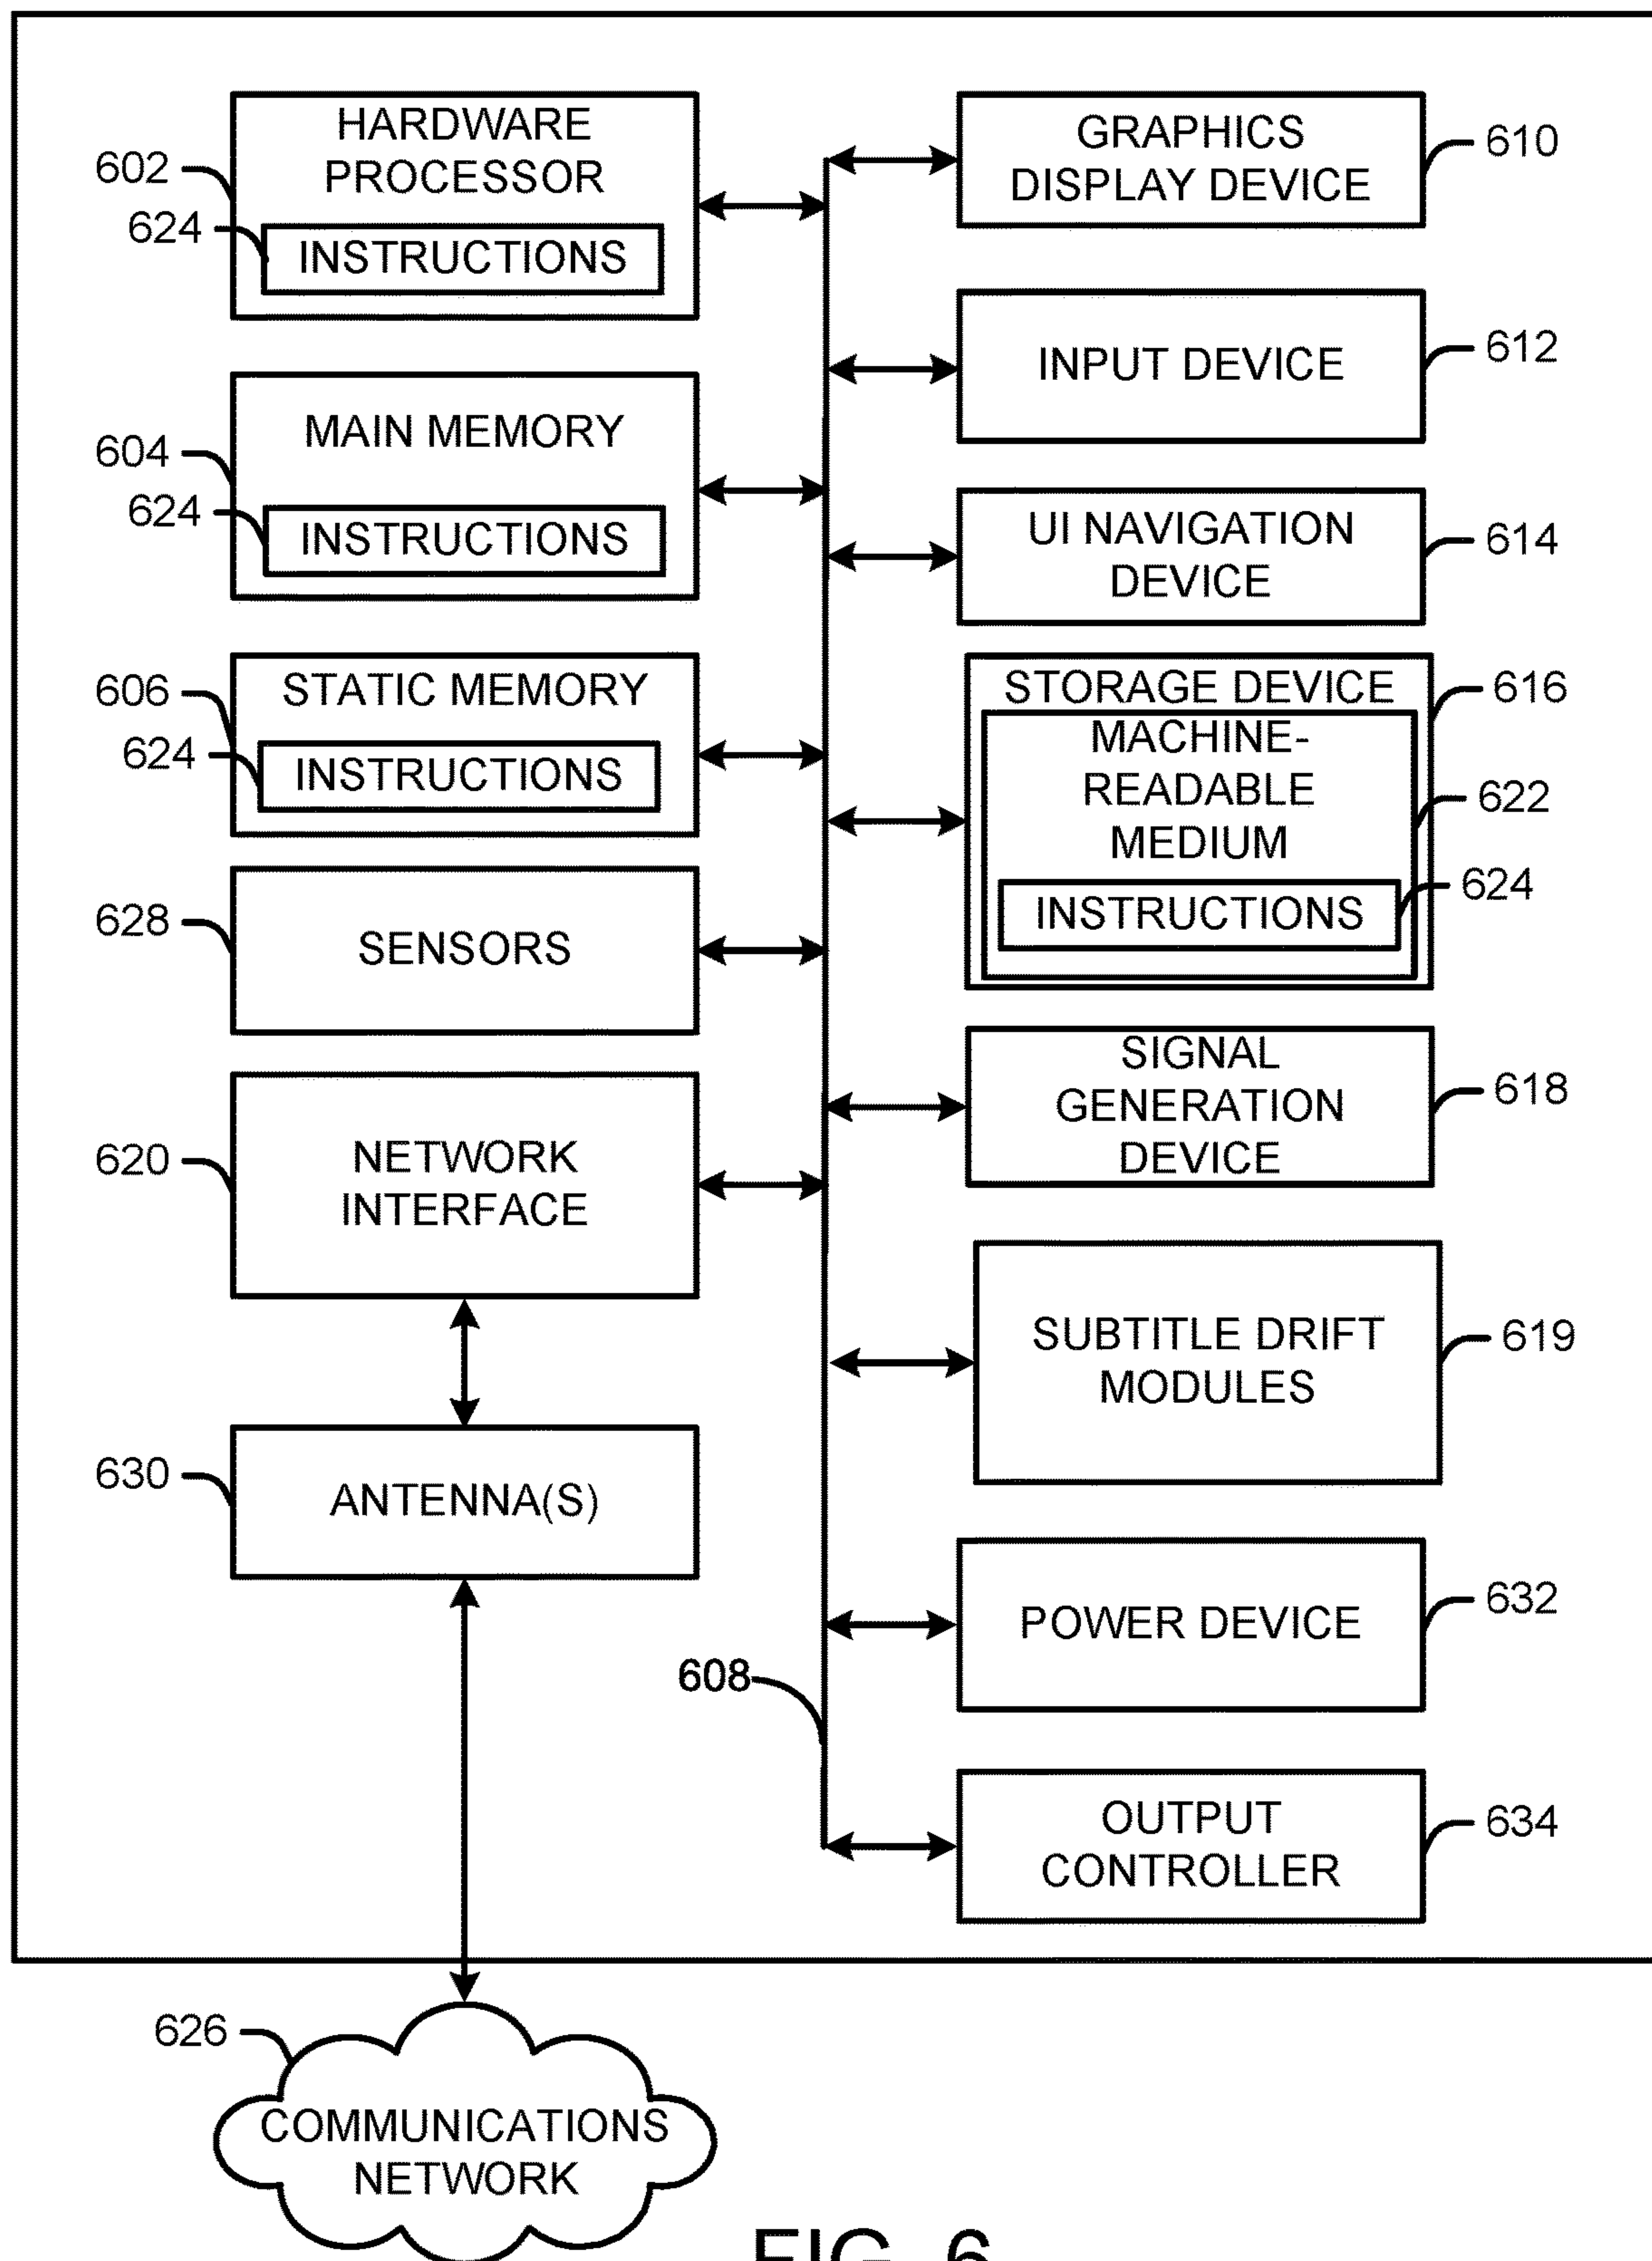 602
HARDWARE
PROCESSOR
624
INSTRUCTIONS
604
MAIN MEMORY
624
INSTRUCTIONS
606
STATIC MEMORY
624
INSTRUCTIONS
628
SENSORS
620
NETWORK
INTERFACE
630
ANTENNA(S)
608
GRAPHICS
DISPLAY DEVICE
610
INPUT DEVICE
612
UI NAVIGATION
DEVICE
614
STORAGE DEVICE
616
MACHINE-
READABLE
MEDIUM
622
INSTRUCTIONS
624
SIGNAL
GENERATION
DEVICE
618
SUBTITLE DRIFT
MODULES
619
POWER DEVICE
632
OUTPUT
CONTROLLER
634
626
COMMUNICATIONS
NETWORK
FIG. 6